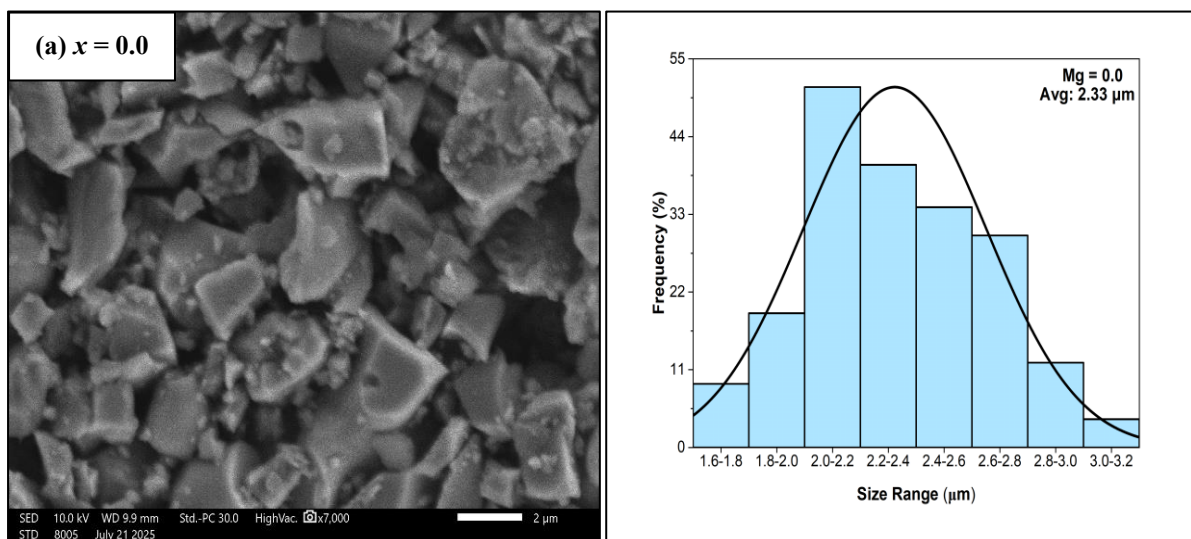 (a) x = 0.0
SED 10.0 kV WD 9.9 mm Std.-PC 30.0 HighVac. x7,000 2 μm
STD 8005 July 21 2025
Mg = 0.0
Avg: 2.33 μm
55
44
33
22
11
0
Frequency (%)
1.6-1.8 1.8-2.0 2.0-2.2 2.2-2.4 2.4-2.6 2.6-2.8 2.8-3.0 3.0-3.2
Size Range (μm)